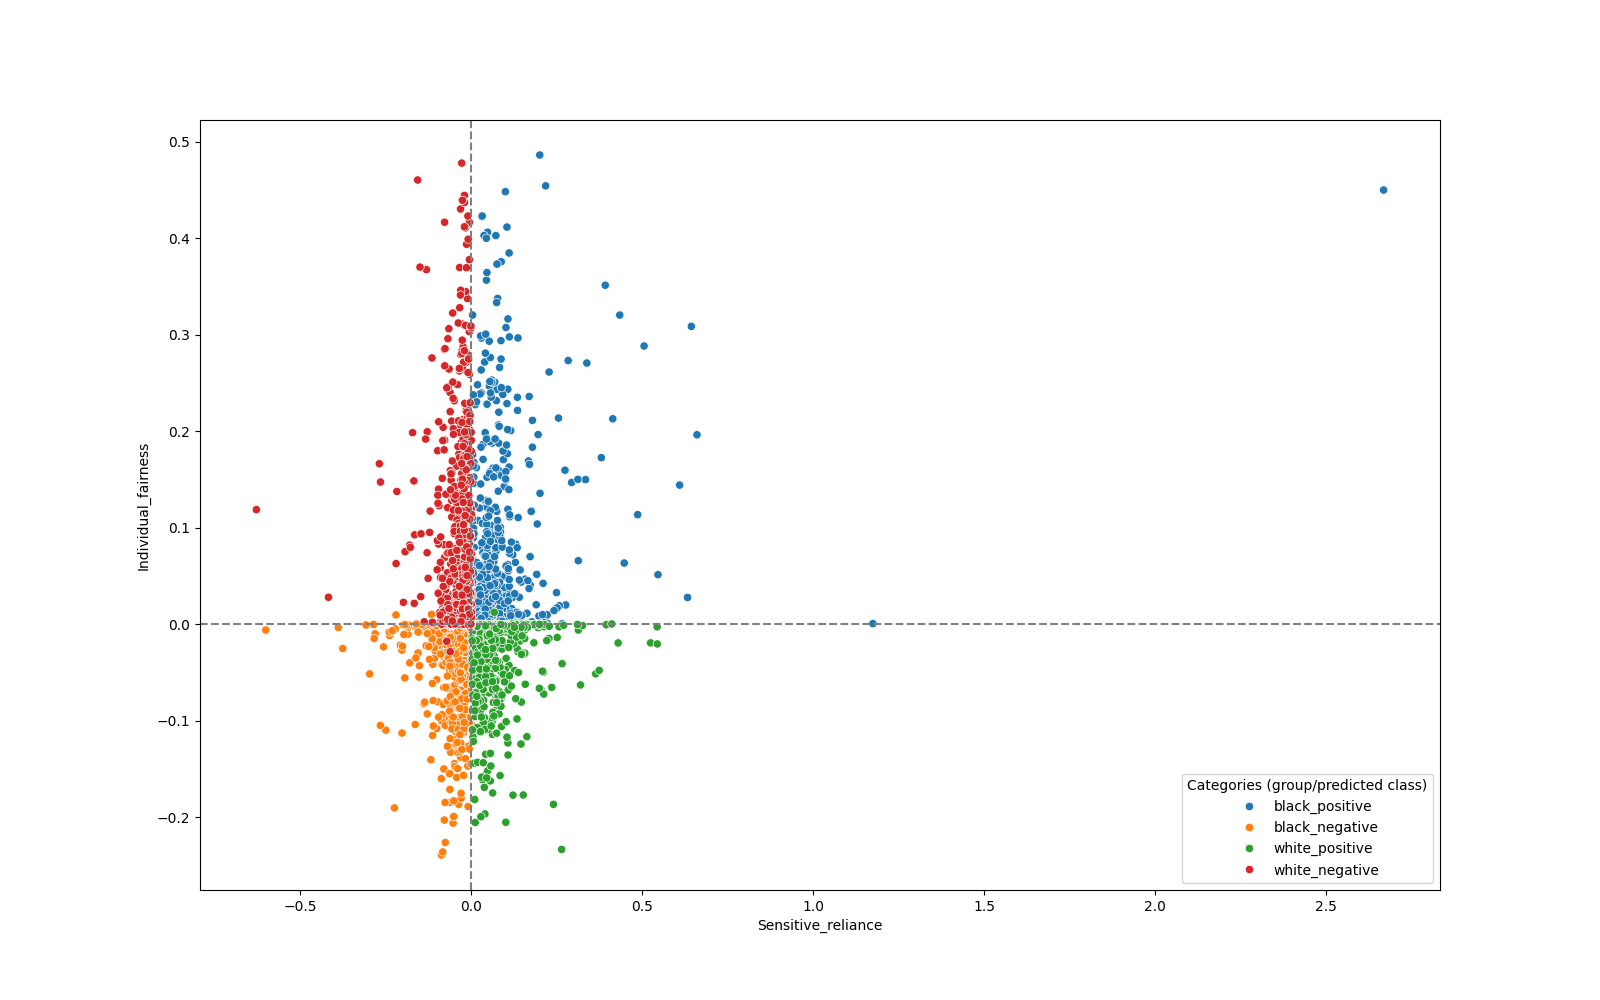 0.5
0.4
0.3
0.2
0.1
0.0
−0.1
−0.2
Individual_fairness
−0.5 0.0 0.5 1.0 1.5 2.0 2.5
Sensitive_reliance
Categories (group/predicted class)
black_positive
black_negative
white_positive
white_negative